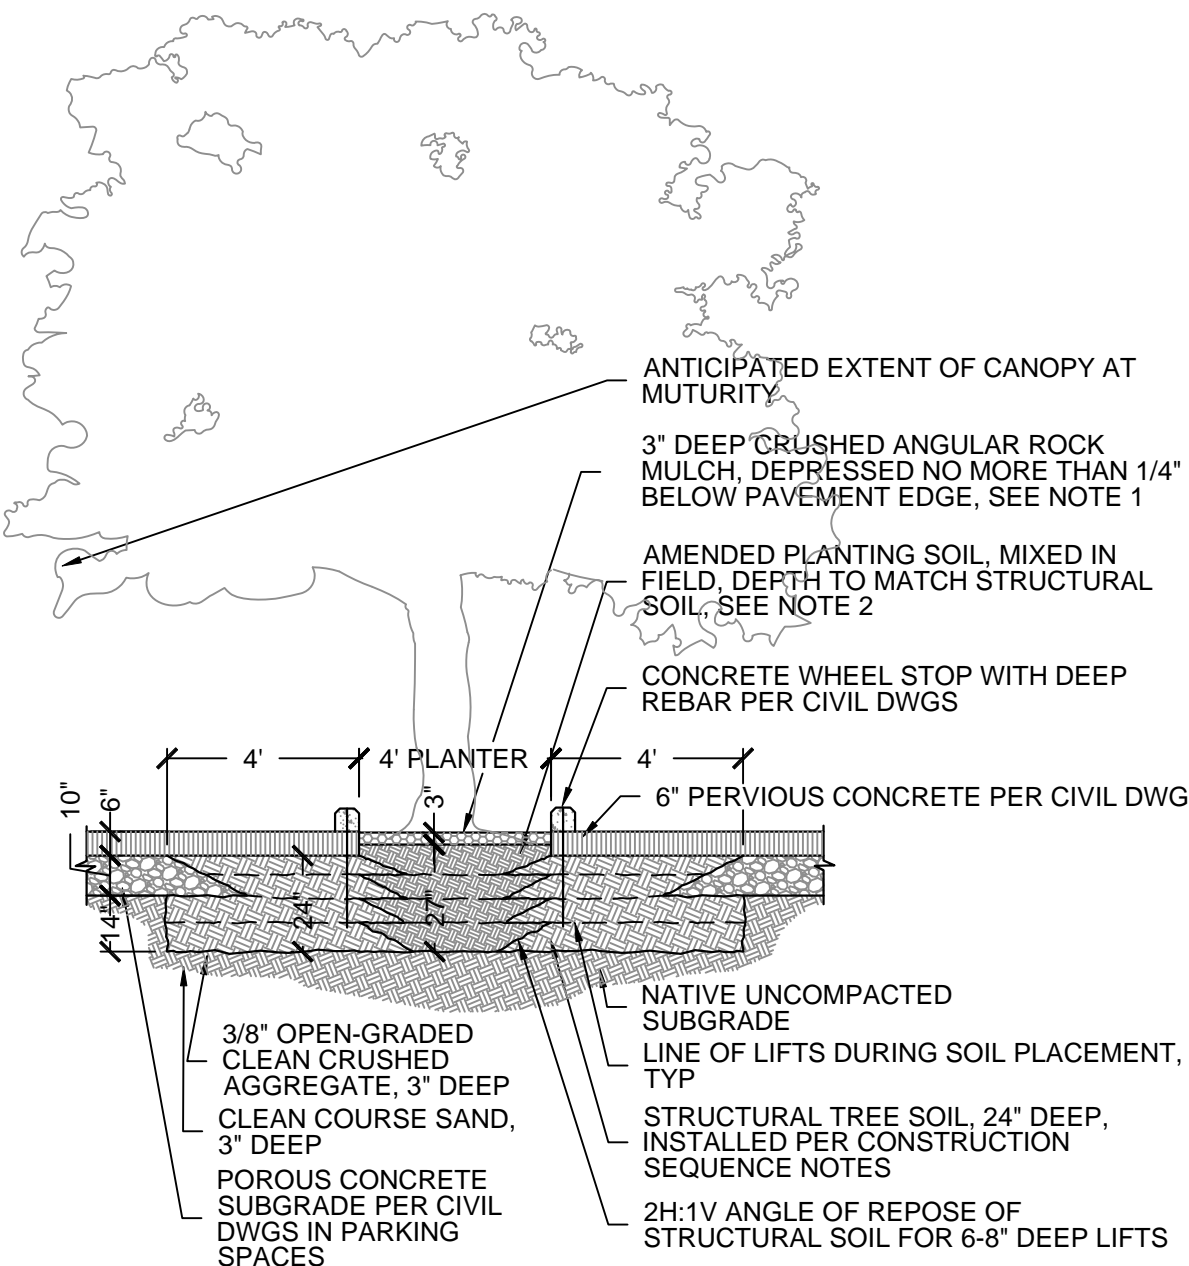 ANTICIPATED EXTENT OF CANOPY AT
MUTURITY
3" DEEP CRUSHED ANGULAR ROCK
MULCH, DEPRESSED NO MORE THAN 1/4"
BELOW PAVEMENT EDGE, SEE NOTE 1
AMENDED PLANTING SOIL, MIXED IN
FIELD, DEPTH TO MATCH STRUCTURAL
SOIL, SEE NOTE 2
CONCRETE WHEEL STOP WITH DEEP
REBAR PER CIVIL DWGS
4'
4' PLANTER
4'
10"
6"
3"
6" PERVIOUS CONCRETE PER CIVIL DWG
14"
24"
27"
NATIVE UNCOMPACTED
SUBGRADE
LINE OF LIFTS DURING SOIL PLACEMENT,
TYP
STRUCTURAL TREE SOIL, 24" DEEP,
INSTALLED PER CONSTRUCTION
SEQUENCE NOTES
2H:1V ANGLE OF REPOSE OF
STRUCTURAL SOIL FOR 6-8" DEEP LIFTS
3/8" OPEN-GRADED
CLEAN CRUSHED
AGGREGATE, 3" DEEP
CLEAN COURSE SAND,
3" DEEP
POROUS CONCRETE
SUBGRADE PER CIVIL
DWGS IN PARKING
SPACES